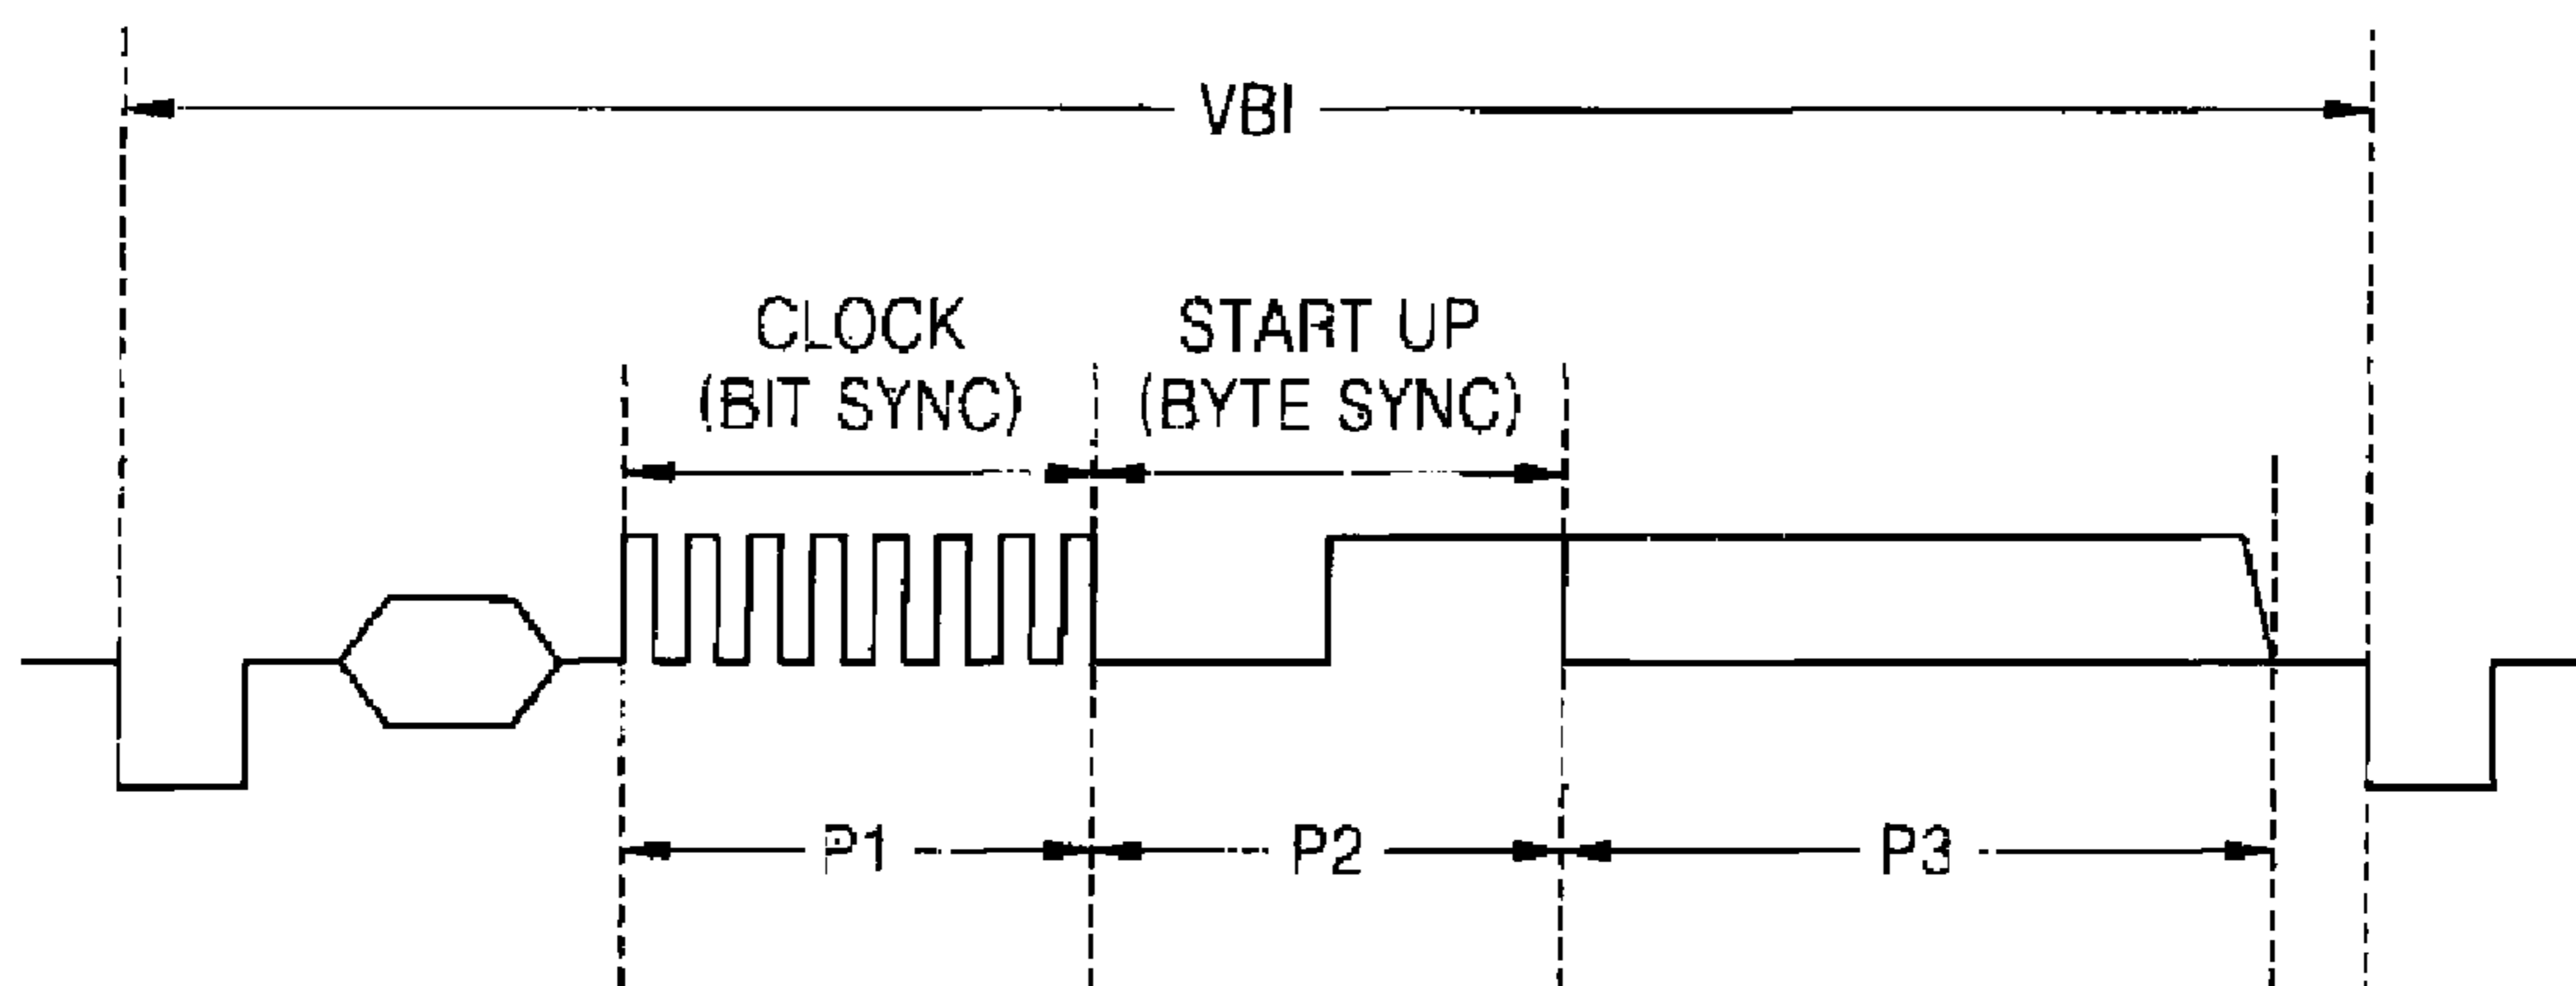 VBI
CLOCK
(BIT SYNC)
START UP
(BYTE SYNC)
P1
P2
P3